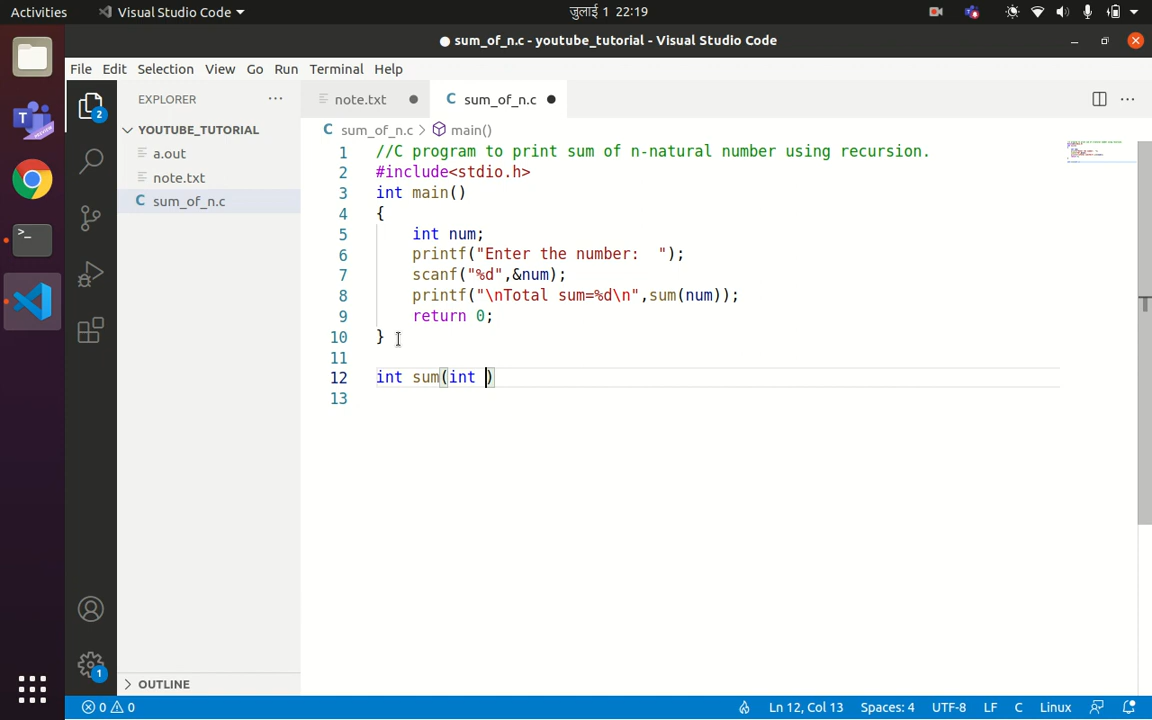 Activities
Visual Studio Code
जुलाई 1 22:19
sum_of_n.c - youtube_tutorial - Visual Studio Code
File Edit Selection View Go Run Terminal Help
EXPLORER
note.txt
C sum_of_n.c
YOUTUBE_TUTORIAL
a.out
note.txt
C sum_of_n.c
C sum_of_n.c > main()
1 //C program to print sum of n-natural number using recursion.
2 #include<stdio.h>
3 int main()
4 {
5 int num;
6 printf("Enter the number:  ");
7 scanf("%d",&num);
8 printf("\nTotal sum=%d\n",sum(num));
9 return 0;
10 }
11
12 int sum(int )
13
2
1
T
OUTLINE
0 0
Ln 12, Col 13 Spaces: 4 UTF-8 LF C Linux